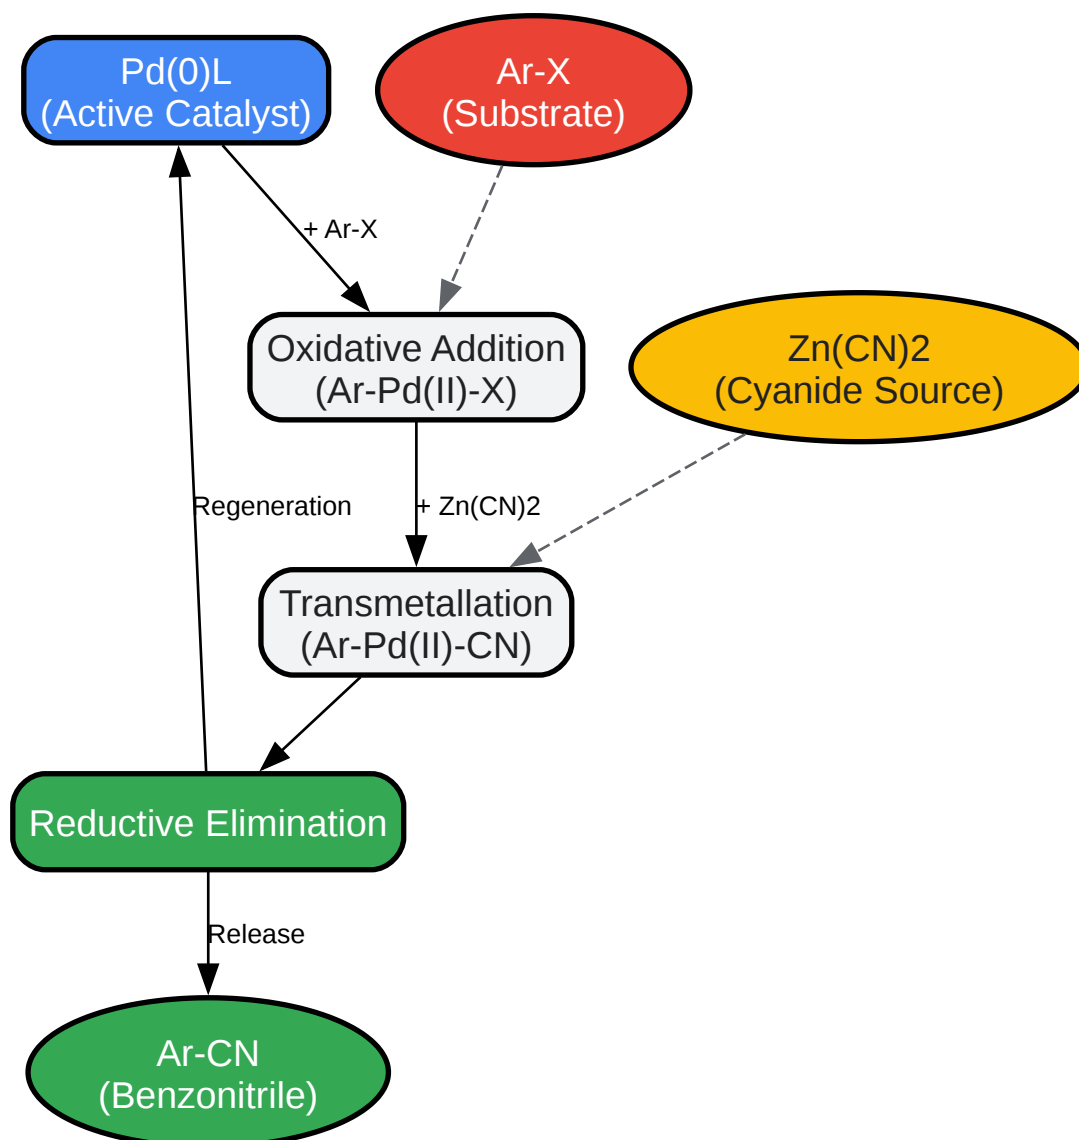 Pd(0)L
(Active Catalyst)
Ar-X
(Substrate)
+ Ar-X
Oxidative Addition
(Ar-Pd(II)-X)
Zn(CN)2
(Cyanide Source)
Regeneration
+ Zn(CN)2
Transmetallation
(Ar-Pd(II)-CN)
Reductive Elimination
Release
Ar-CN
(Benzonitrile)